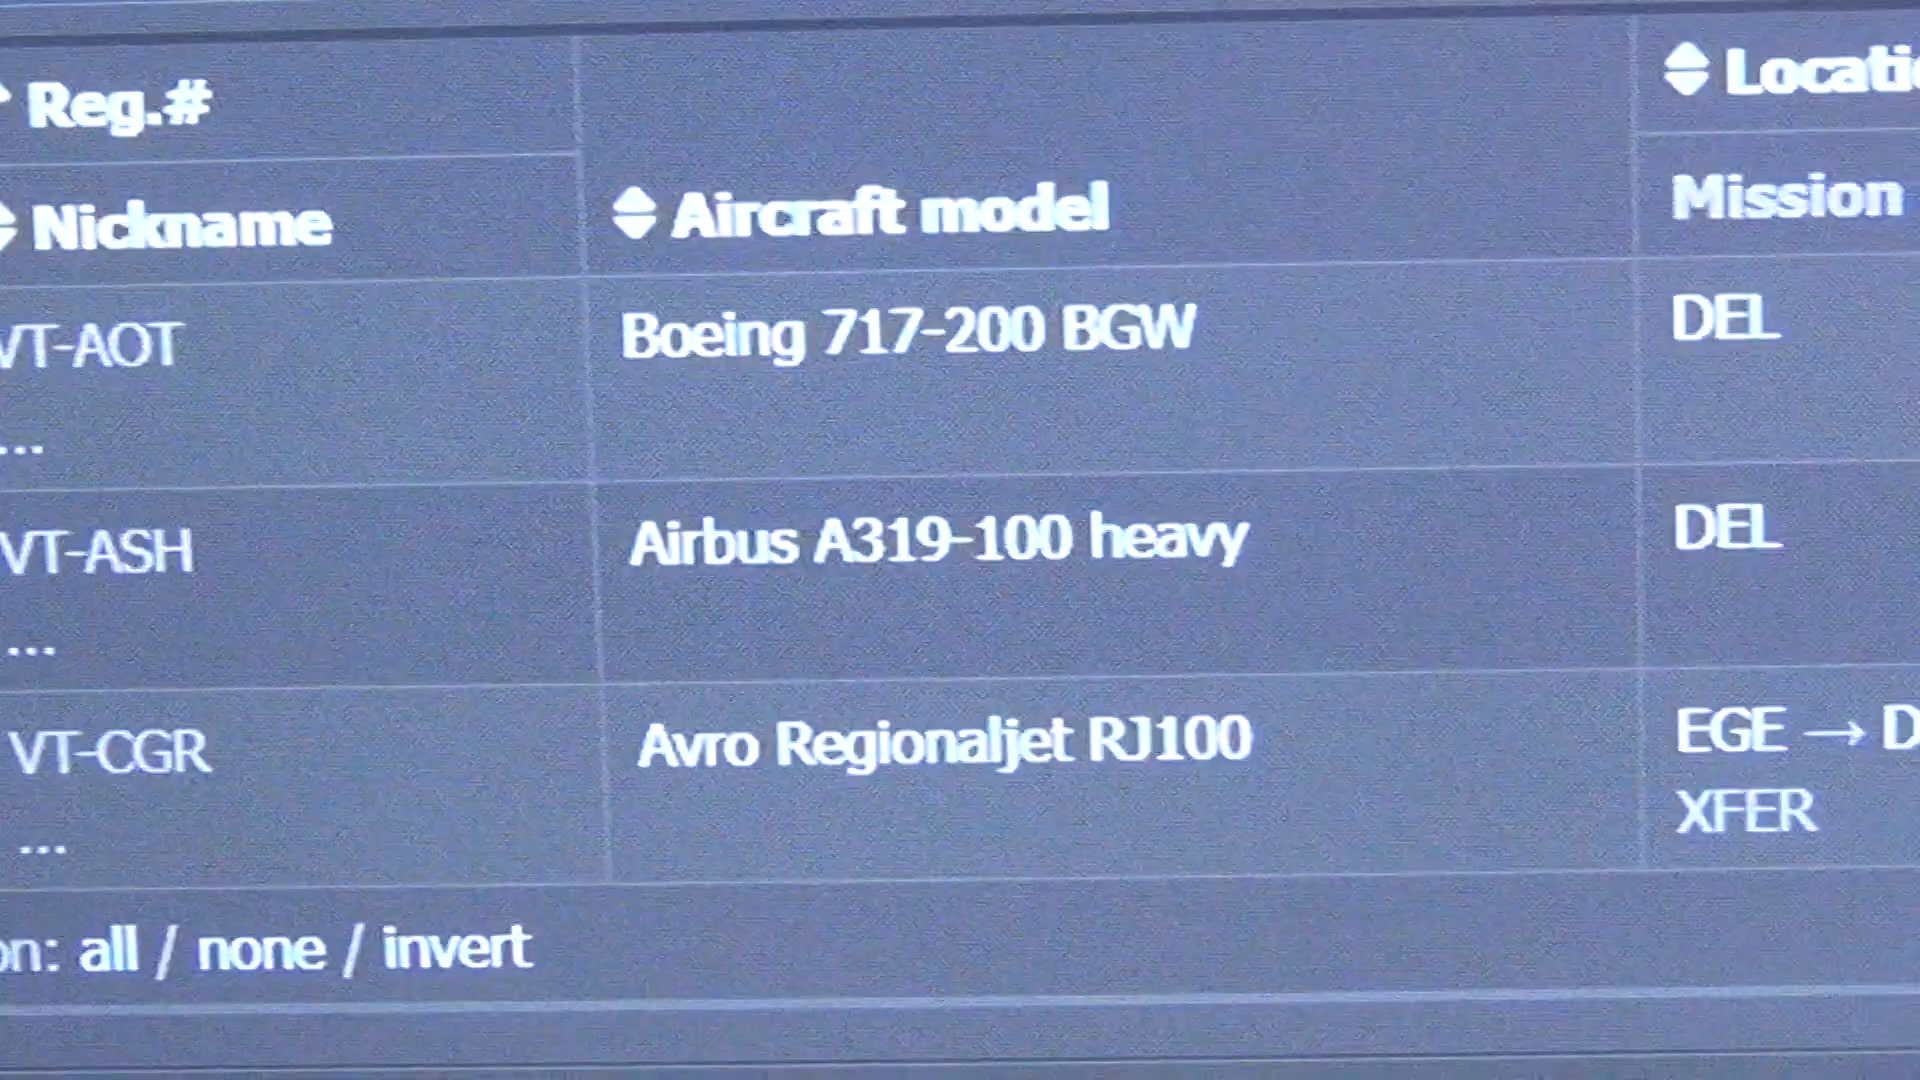 Reg.#
Nickname
Aircraft model
Mission
VT-AOT
Boeing 717-200 BGW
DEL
...
VT-ASH
Airbus A319-100 heavy
DEL
...
VT-CGR
Avro Regionaljet RJ100
EGE →
XFER
...
all / none / invert